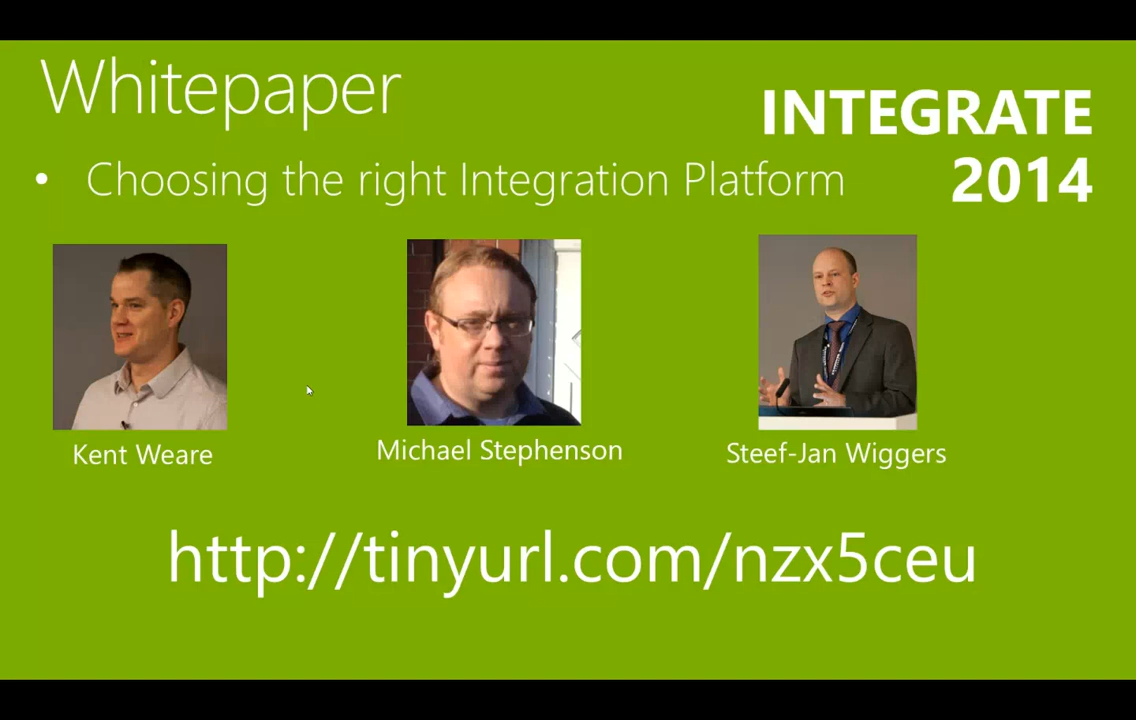 Whitepaper
INTEGRATE
2014
• Choosing the right Integration Platform
Kent Weare
Michael Stephenson
Steef-Jan Wiggers
http://tinyurl.com/nzx5ceu